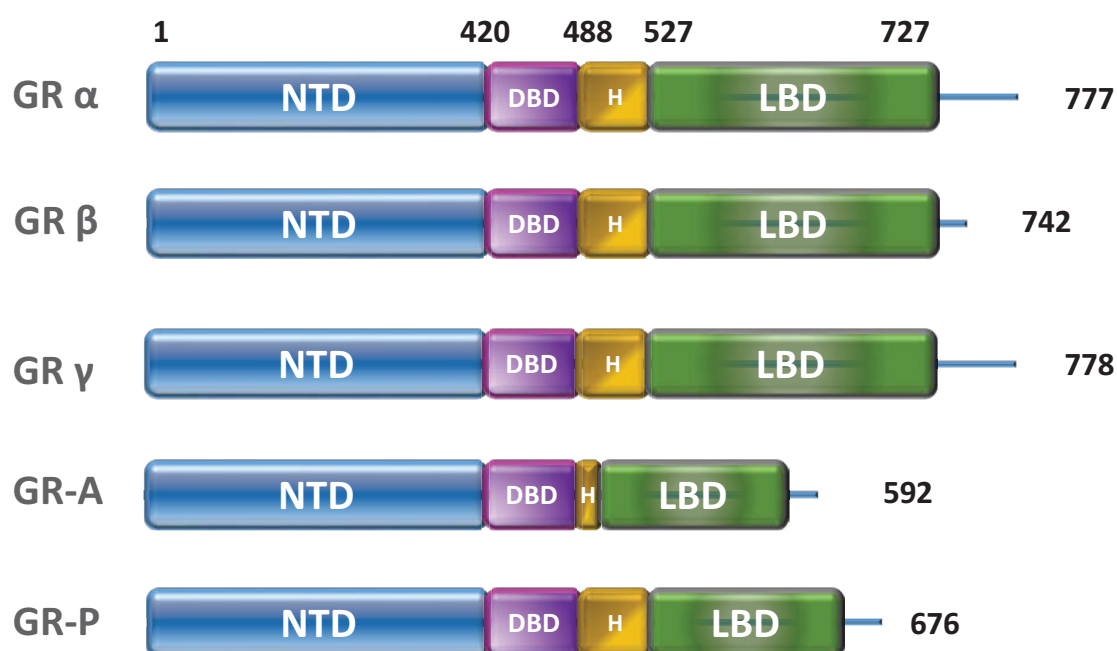 1 420 488 527 727
GR α NTD DBD H LBD 777
GR β NTD DBD H LBD 742
GR γ NTD DBD H LBD 778
GR-A NTD DBD H LBD 592
GR-P NTD DBD H LBD 676